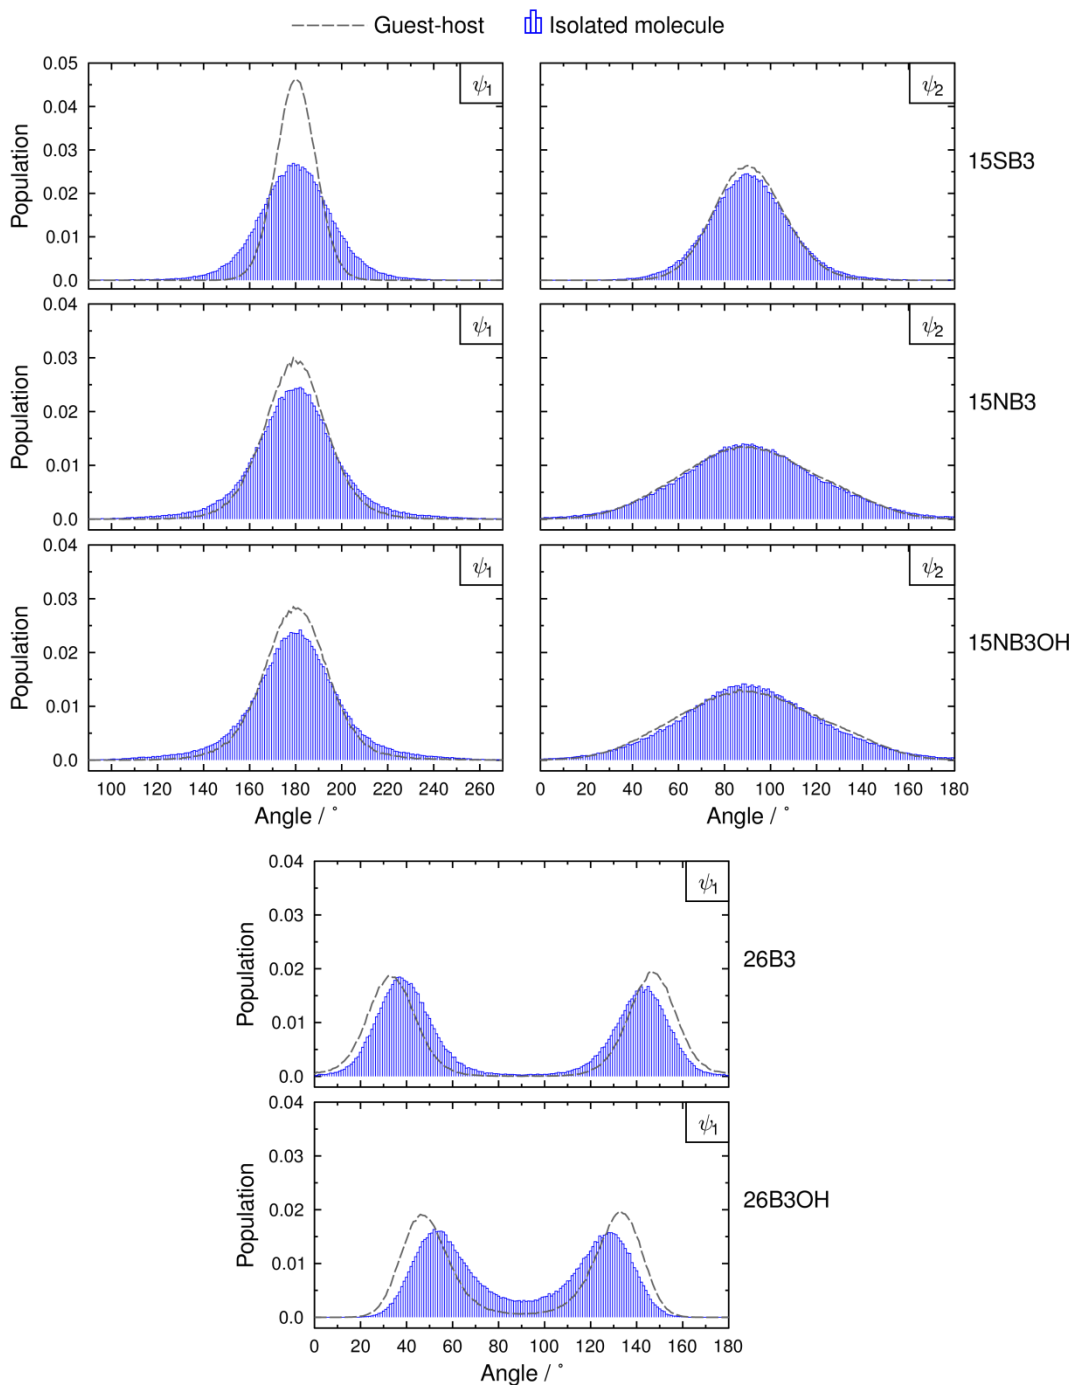 Guest-host Isolated molecule
0.05
0.04
0.03
0.02
0.01
0.0
Population
ψ1
ψ2
15SB3
0.04
0.03
0.02
0.01
0.0
Population
ψ1
ψ2
15NB3
0.04
0.03
0.02
0.01
0.0
Population
ψ1
ψ2
15NB3OH
100 120 140 160 180 200 220 240 260
0 20 40 60 80 100 120 140 160 180
Angle / °
Angle / °
0.04
0.03
0.02
0.01
0.0
Population
ψ1
26B3
0.04
0.03
0.02
0.01
0.0
Population
ψ1
26B3OH
0 20 40 60 80 100 120 140 160 180
Angle / °